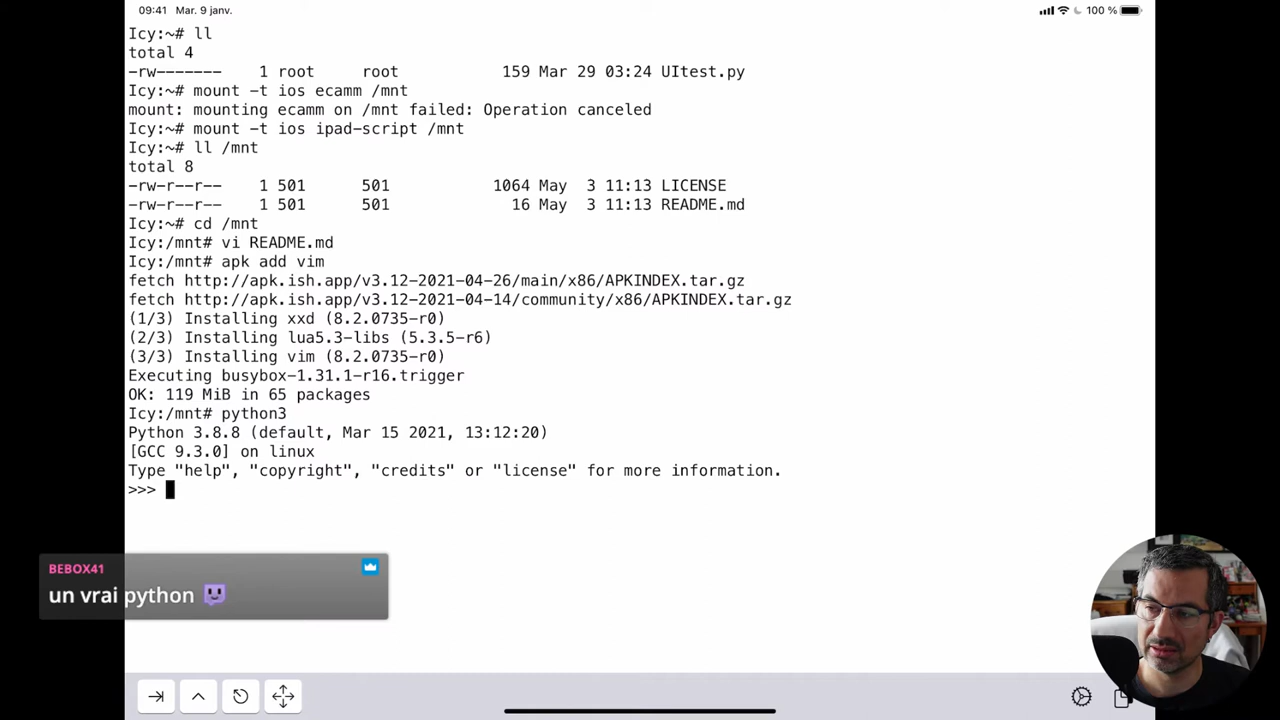 09:41 Mar. 9 janv. 100 %
Icy:~# ll
total 4
-rw------- 1 root root 159 Mar 29 03:24 UItest.py
Icy:~# mount -t ios ecamm /mnt
mount: mounting ecamm on /mnt failed: Operation canceled
Icy:~# mount -t ios ipad-script /mnt
Icy:~# ll /mnt
total 8
-rw-r--r-- 1 501 501 1064 May 3 11:13 LICENSE
-rw-r--r-- 1 501 501 16 May 3 11:13 README.md
Icy:~# cd /mnt
Icy:/mnt# vi README.md
Icy:/mnt# apk add vim
fetch http://apk.ish.app/v3.12-2021-04-26/main/x86/APKINDEX.tar.gz
fetch http://apk.ish.app/v3.12-2021-04-14/community/x86/APKINDEX.tar.gz
(1/3) Installing xxd (8.2.0735-r0)
(2/3) Installing lua5.3-libs (5.3.5-r6)
(3/3) Installing vim (8.2.0735-r0)
Executing busybox-1.31.1-r16.trigger
OK: 119 MiB in 65 packages
Icy:/mnt# python3
Python 3.8.8 (default, Mar 15 2021, 13:12:20)
[GCC 9.3.0] on linux
Type "help", "copyright", "credits" or "license" for more information.
>>>
BEBOX41
un vrai python